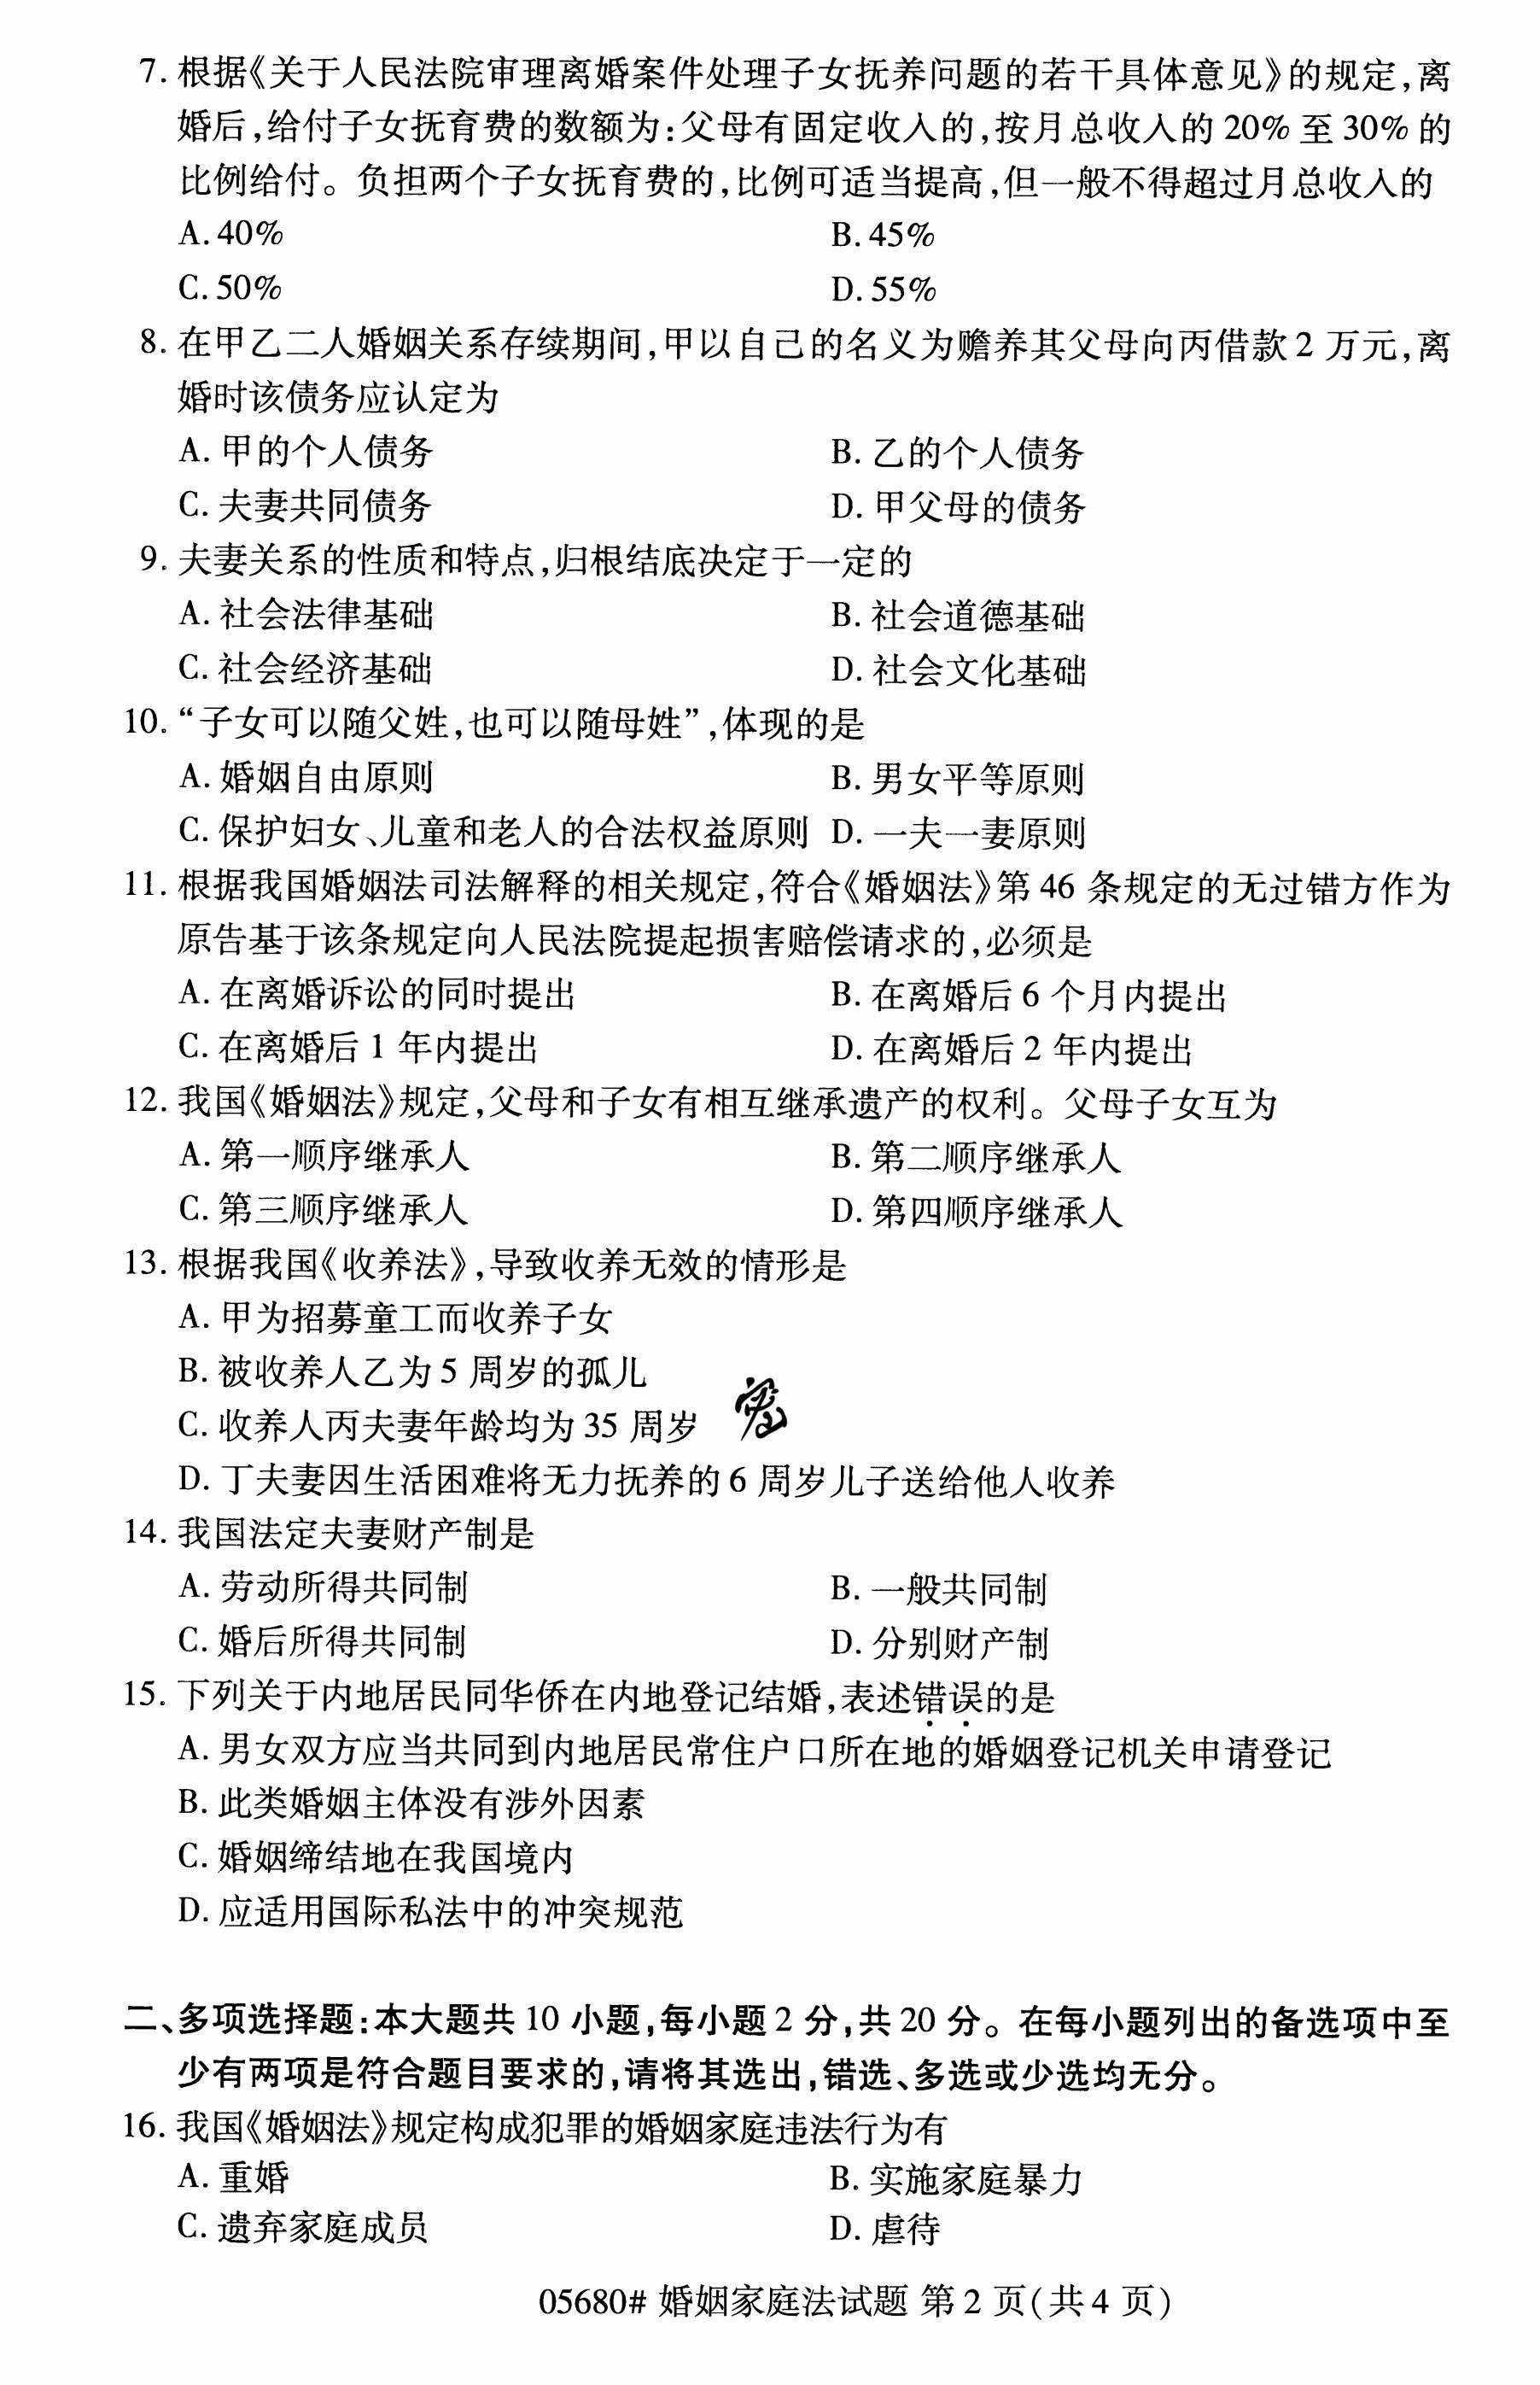 7. 根据《关于人民法院审理离婚案件处理子女抚养问题的若干具体意见》的规定,离
婚后,给付子女抚育费的数额为:父母有固定收入的,按月总收入的 20% 至 30% 的
比例给付。负担两个子女抚育费的,比例可适当提高,但一般不得超过月总收入的
A. 40% B. 45%
C. 50% D. 55%
8. 在甲乙二人婚姻关系存续期间,甲以自己的名义为赡养其父母向丙借款 2 万元,离
婚时该债务应认定为
A. 甲的个人债务 B. 乙的个人债务
C. 夫妻共同债务 D. 甲父母的债务
9. 夫妻关系的性质和特点,归根结底决定于一定的
A. 社会法律基础 B. 社会道德基础
C. 社会经济基础 D. 社会文化基础
10. “子女可以随父姓,也可以随母姓”,体现的是
A. 婚姻自由原则 B. 男女平等原则
C. 保护妇女、儿童和老人的合法权益原则 D. 一夫一妻原则
11. 根据我国婚姻法司法解释的相关规定,符合《婚姻法》第 46 条规定的无过错方作为
原告基于该条规定向人民法院提起损害赔偿请求的,必须是
A. 在离婚诉讼的同时提出 B. 在离婚后 6 个月内提出
C. 在离婚后 1 年内提出 D. 在离婚后 2 年内提出
12. 我国《婚姻法》规定,父母和子女有相互继承遗产的权利。父母子女互为
A. 第一顺序继承人 B. 第二顺序继承人
C. 第三顺序继承人 D. 第四顺序继承人
13. 根据我国《收养法》,导致收养无效的情形是
A. 甲为招募童工而收养子女
B. 被收养人乙为 5 周岁的孤儿
C. 收养人丙夫妻年龄均为 35 周岁 密
D. 丁夫妻因生活困难将无力抚养的 6 周岁儿子送给他人收养
14. 我国法定夫妻财产制是
A. 劳动所得共同制 B. 一般共同制
C. 婚后所得共同制 D. 分别财产制
15. 下列关于内地居民同华侨在内地登记结婚,表述错误的是
A. 男女双方应当共同到内地居民常住户口所在地的婚姻登记机关申请登记
B. 此类婚姻主体没有涉外因素
C. 婚姻缔结地在我国境内
D. 应适用国际私法中的冲突规范
二、多项选择题:本大题共 10 小题,每小题 2 分,共 20 分。在每小题列出的备选项中至
少有两项是符合题目要求的,请将其选出,错选、多选或少选均无分。
16. 我国《婚姻法》规定构成犯罪的婚姻家庭违法行为有
A. 重婚 B. 实施家庭暴力
C. 遗弃家庭成员 D. 虐待
05680# 婚姻家庭法试题 第 2 页(共 4 页)